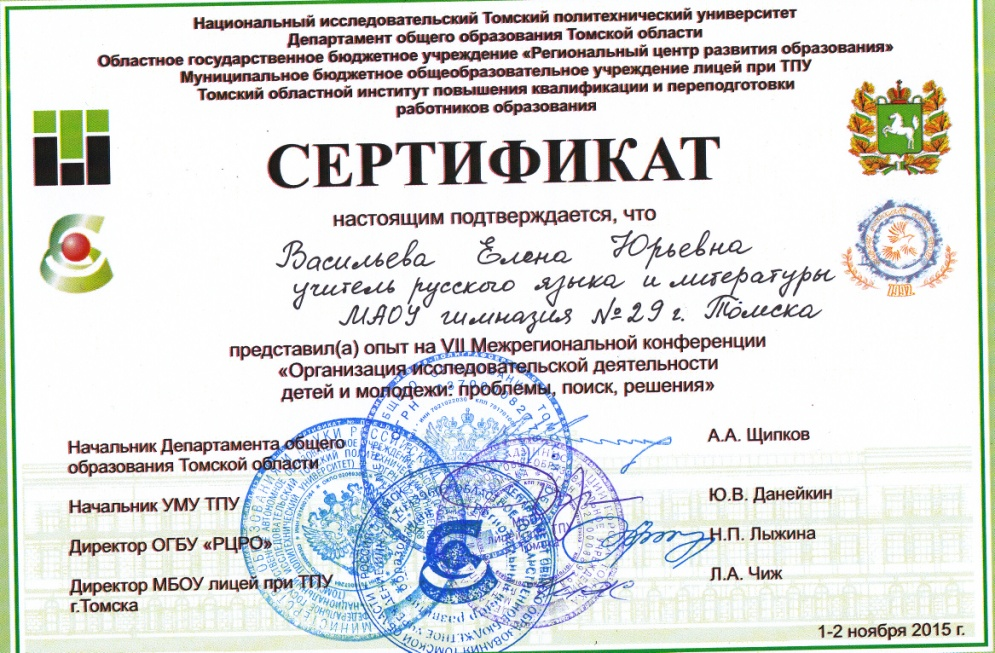 Национальный исследовательский Томский политехнический университет
Департамент общего образования Томской области
Областное государственное бюджетное учреждение «Региональный центр развития образования»
Муниципальное бюджетное общеобразовательное учреждение лицей при ТПУ
Томский областной институт повышения квалификации и переподготовки
работников образования
СЕРТИФИКАТ
настоящим подтверждается, что
Васильева Елена Юрьевна
учитель русского языка и литературы
МАОУ гимназия №29 г. Томска
представил(а) опыт на VII Межрегиональной конференции
«Организация исследовательской деятельности
детей и молодежи: проблемы, поиск, решения»
Начальник Департамента общего
образования Томской области
А.А. Щипков
Начальник УМУ ТПУ
Ю.В. Данейкин
Директор ОГБУ «РЦРО»
Н.П. Лыжина
Директор МБОУ лицей при ТПУ
г.Томска
Л.А. Чиж
1-2 ноября 2015 г.